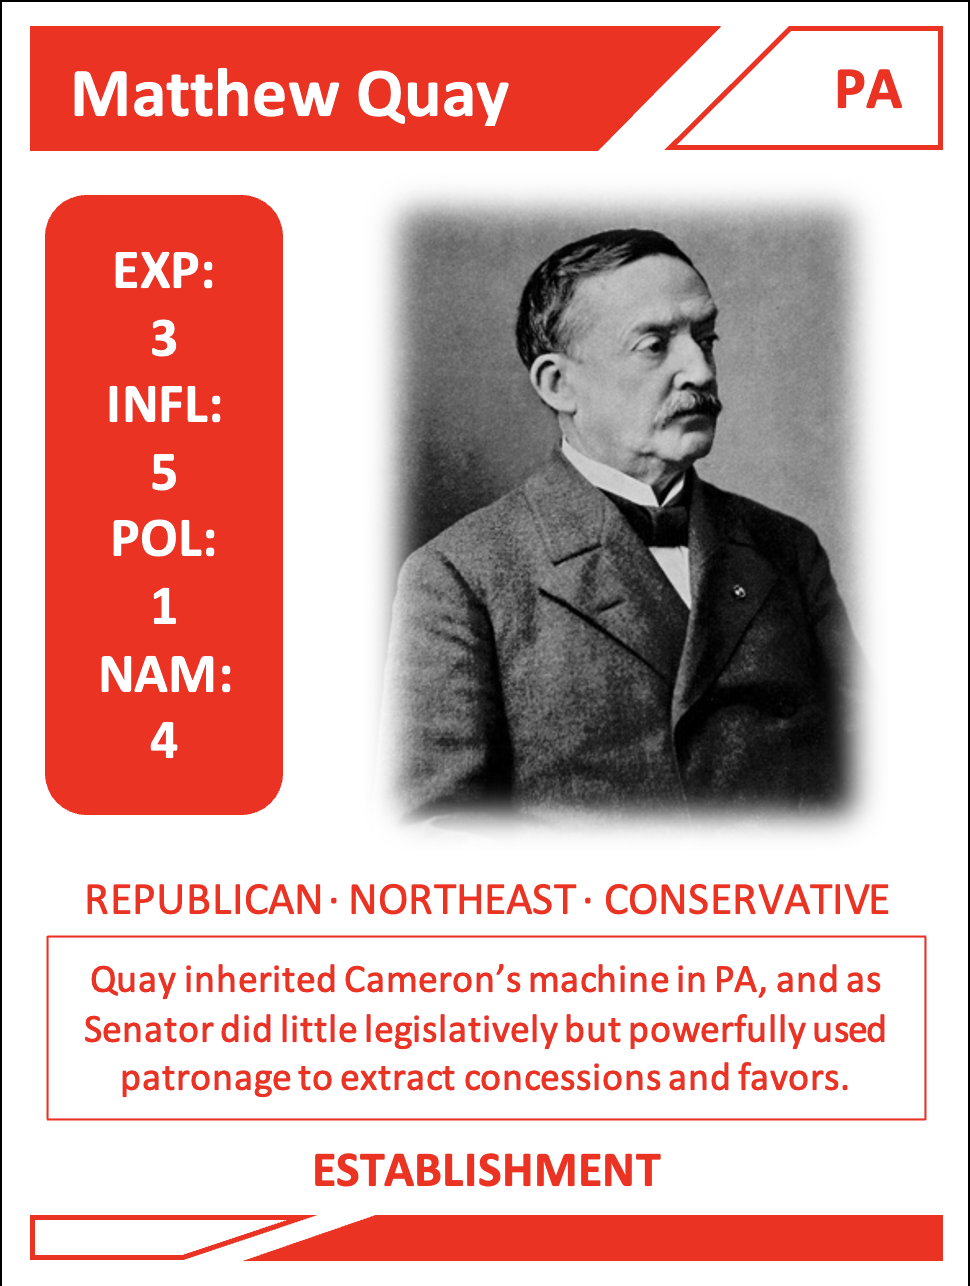 Matthew Quay
PA
EXP:
3
INFL:
5
POL:
1
NAM:
4
REPUBLICAN · NORTHEAST · CONSERVATIVE
Quay inherited Cameron’s machine in PA, and as
Senator did little legislatively but powerfully used
patronage to extract concessions and favors.
ESTABLISHMENT